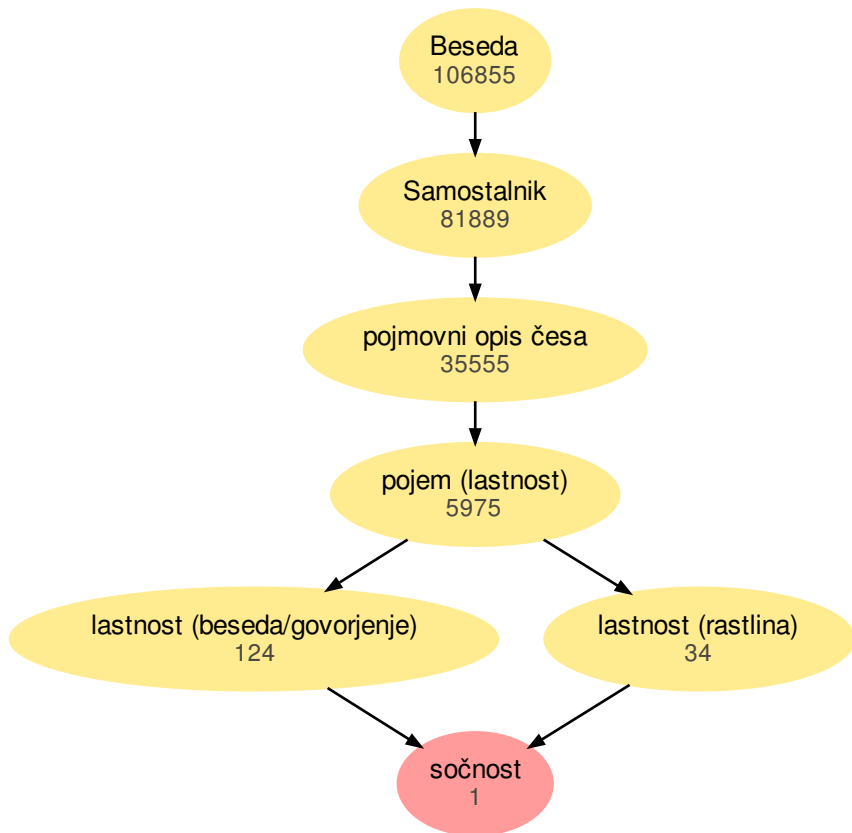 Beseda
106855
Samostalnik
81889
pojmovni opis česa
35555
pojem (lastnost)
5975
lastnost (beseda/govorjenje)
124
lastnost (rastlina)
34
sočnost
1